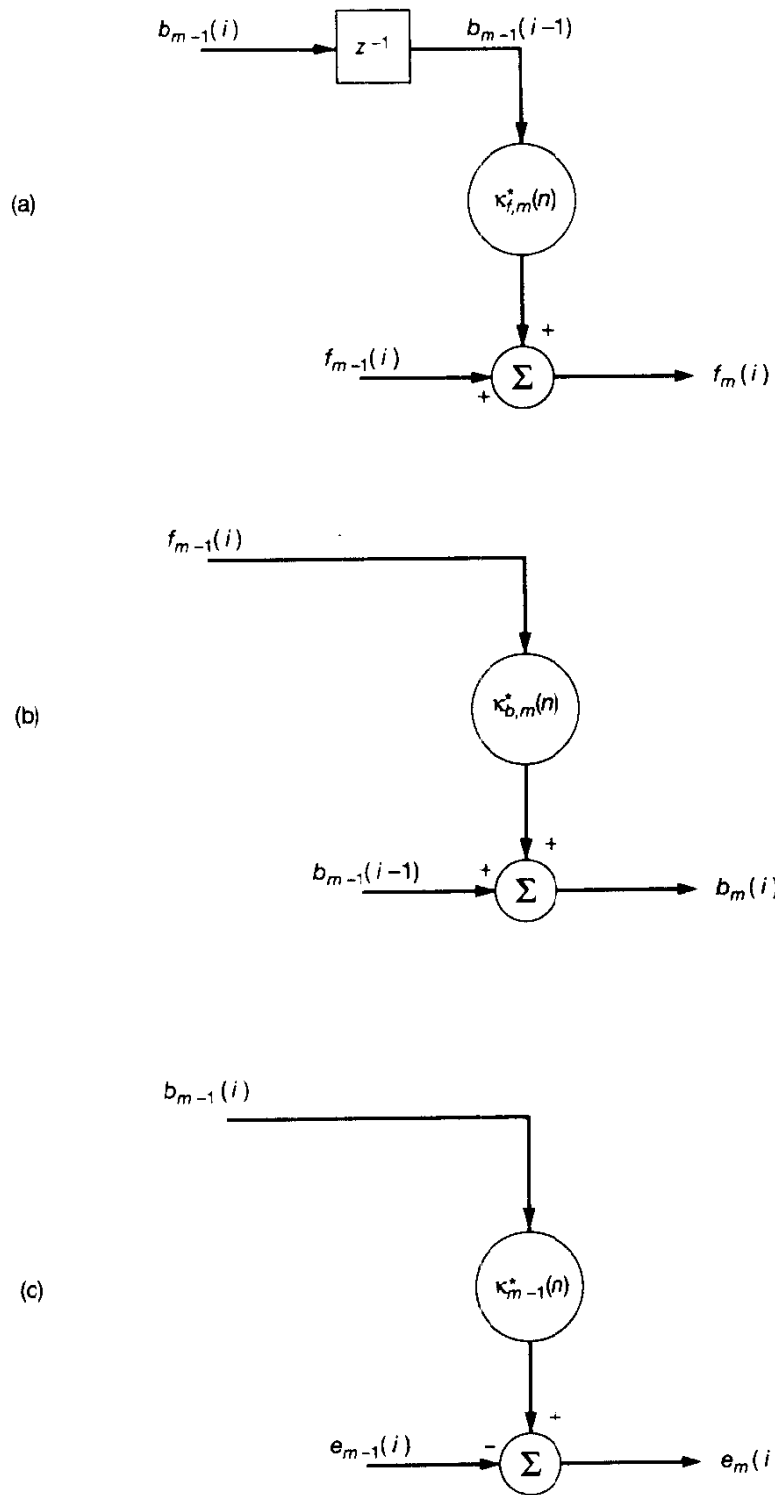 b_{m-1}(i)
z^{-1}
b_{m-1}(i-1)
(a)
κ*_{f,m}(n)
+
f_{m-1}(i)
+
Σ
f_m(i)
f_{m-1}(i)
(b)
κ*_{b,m}(n)
+
b_{m-1}(i-1)
+
Σ
b_m(i)
b_{m-1}(i)
(c)
κ*_{m-1}(n)
+
e_{m-1}(i)
-
Σ
e_m(i